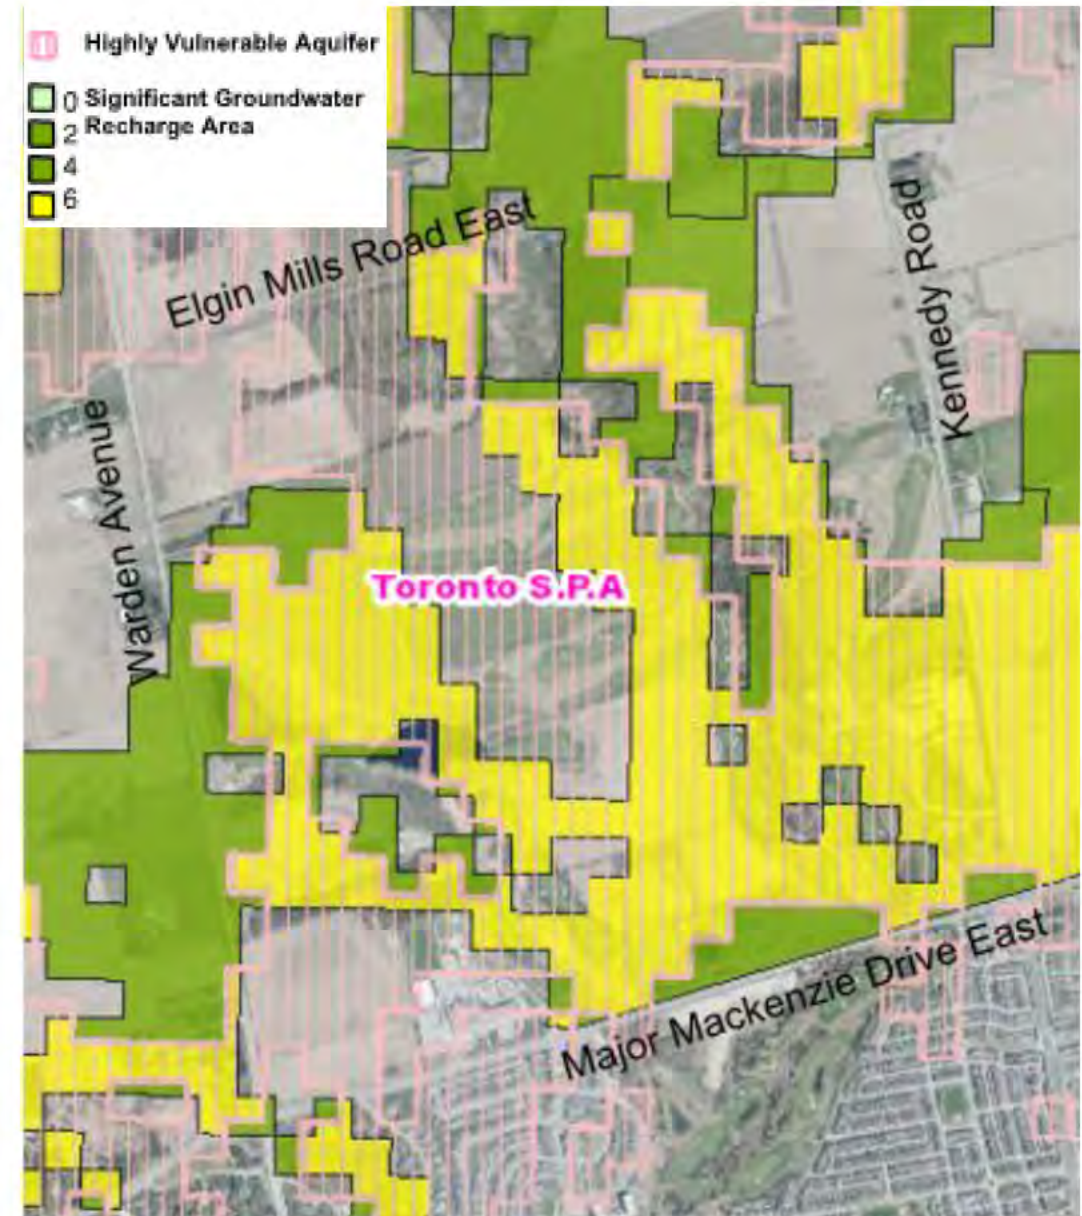 Highly Vulnerable Aquifer
0 Significant Groundwater
2 Recharge Area
4
6
Elgin Mills Road East
Kennedy Road
Warden Avenue
Toronto S.P.A
Major Mackenzie Drive East